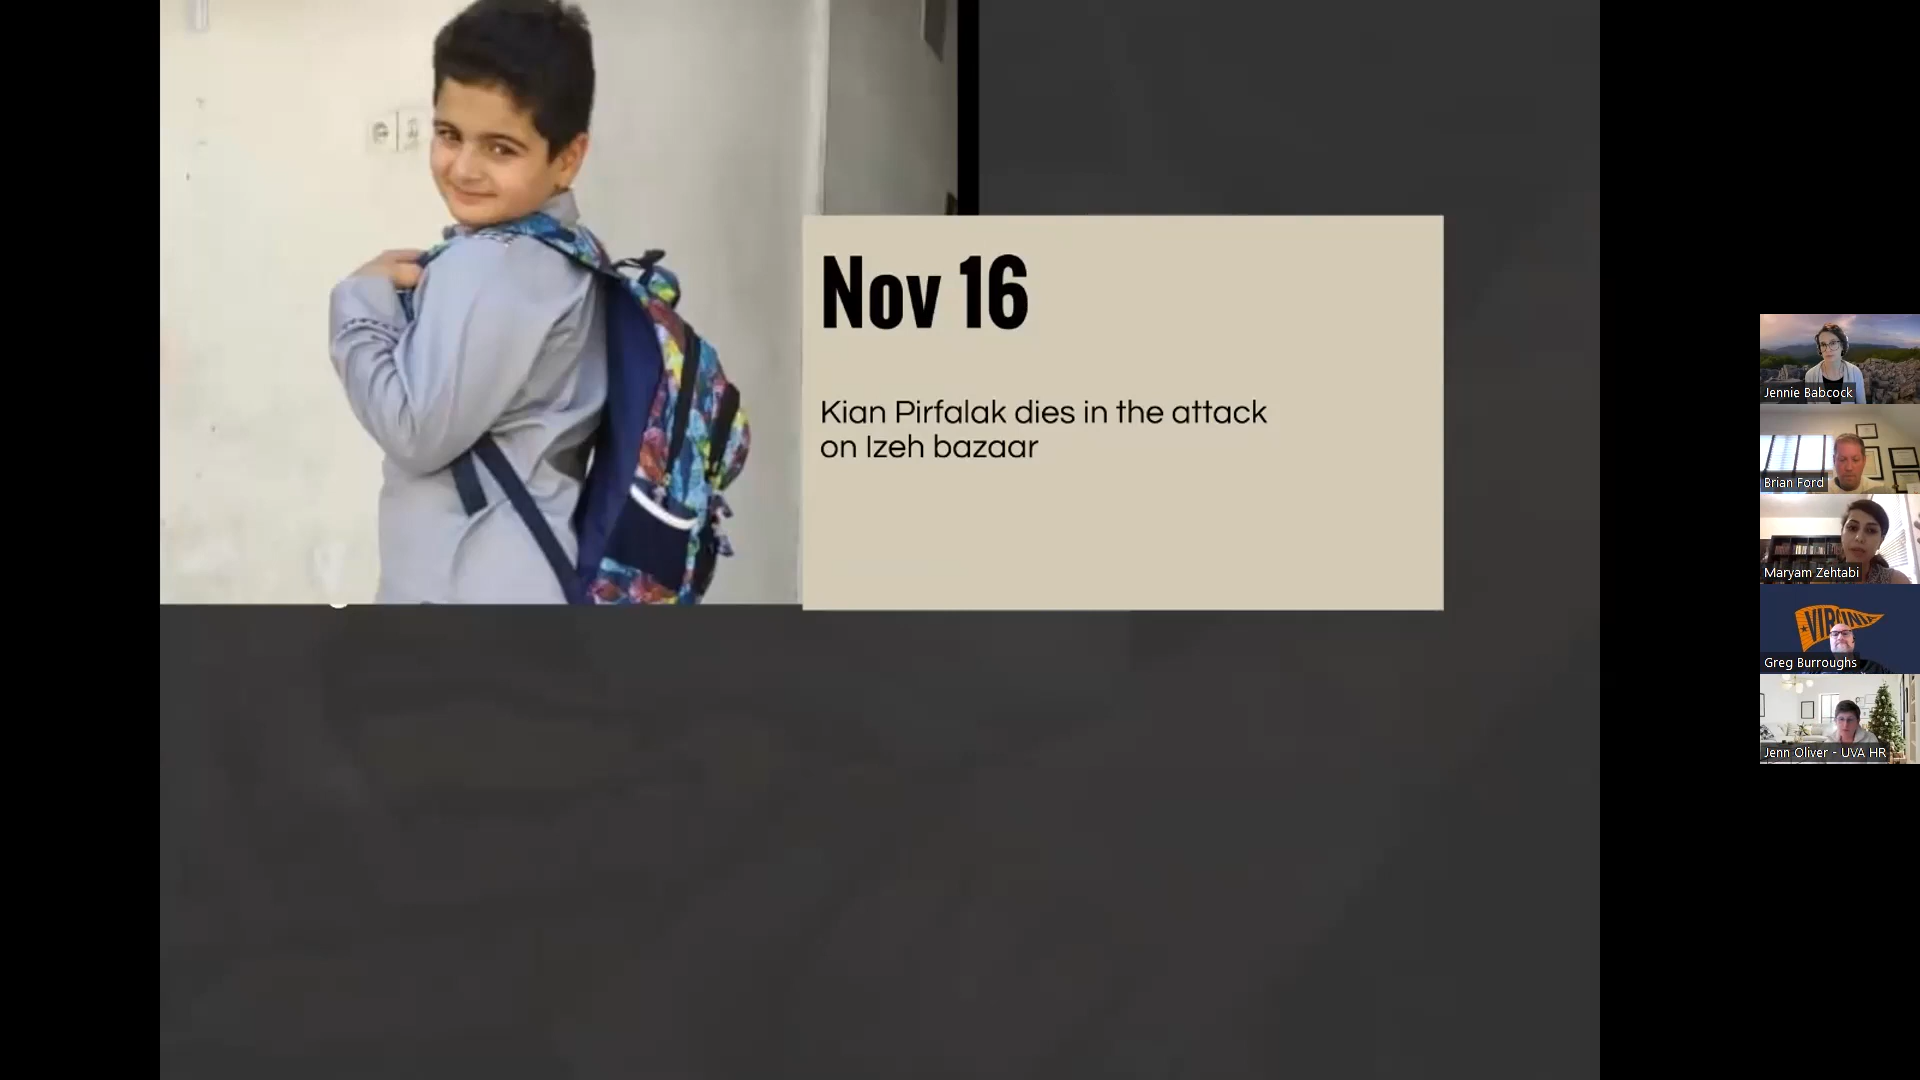 Nov 16
Kian Pirfalak dies in the attack
on Izeh bazaar
Jennie Babcock
Brian Ford
Maryam Zehtabi
VIRGINIA
Greg Burroughs
Jenn Oliver - UVA HR